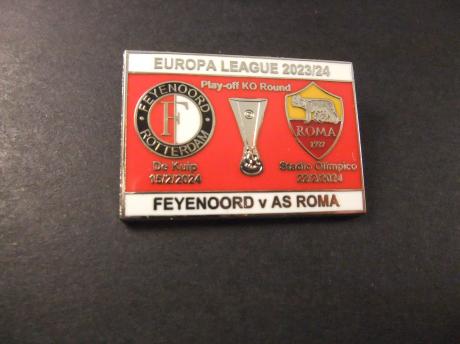 EUROPA LEAGUE 2023/24
Play-off KO Round
FEYENOORD
F
ROTTERDAM
ROMA
1927
De Kuip
15/2/2024
Stadio Olimpico
22/2/2024
FEYENOORD v AS ROMA